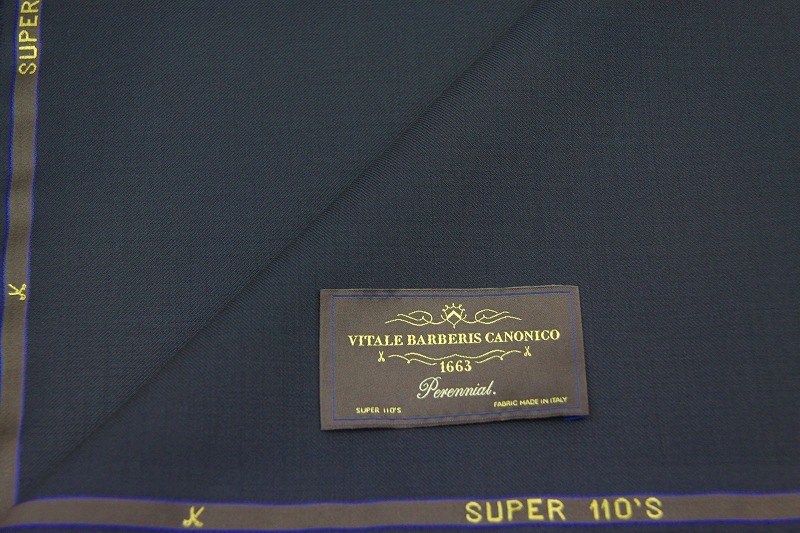 SUPER
VITALE BARBERIS CANONICO
1663
Perennial.
SUPER 110'S
FABRIC MADE IN ITALY
SUPER 110'S